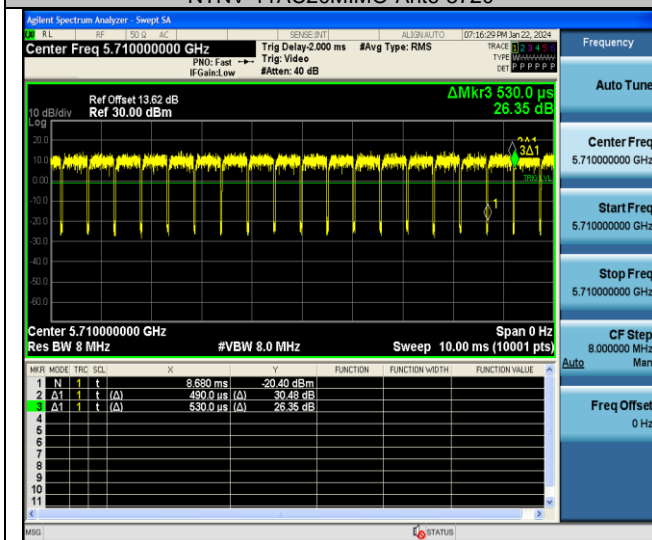 Agilent Spectrum Analyzer - Swept SA
RL RF 50 Ω AC SENSE:INT ALIGNAUTO 07:16:29 PM Jan 22, 2024
Center Freq 5.710000000 GHz
PNO: Fast
IFGain:Low
Trig Delay-2.000 ms
Trig: Video
#Atten: 40 dB
#Avg Type: RMS
TRACE 1 2 3 4 5 6
TYPE
DET P P P P P P
Frequency
Auto Tune
ΔMkr3 530.0 µs
26.35 dB
Ref Offset 13.62 dB
10 dB/div Ref 30.00 dBm
Log
20.0
10.0
0.00
-10.0
-20.0
-30.0
-40.0
-50.0
-60.0
3Δ1
TRIG LVL
1
Center Freq
5.710000000 GHz
Start Freq
5.710000000 GHz
Stop Freq
5.710000000 GHz
CF Step
8.000000 MHz
Auto Man
Freq Offset
0 Hz
Center 5.710000000 GHz Span 0 Hz
Res BW 8 MHz #VBW 8.0 MHz Sweep 10.00 ms (10001 pts)
MKR MODE TRC SCL X Y FUNCTION FUNCTION WIDTH FUNCTION VALUE
1 N 1 t 8.680 ms -20.40 dBm
2 Δ1 1 t (Δ) 490.0 µs (Δ) 30.48 dB
3 Δ1 1 t (Δ) 530.0 µs (Δ) 26.35 dB
4
5
6
7
8
9
10
11
MSG STATUS